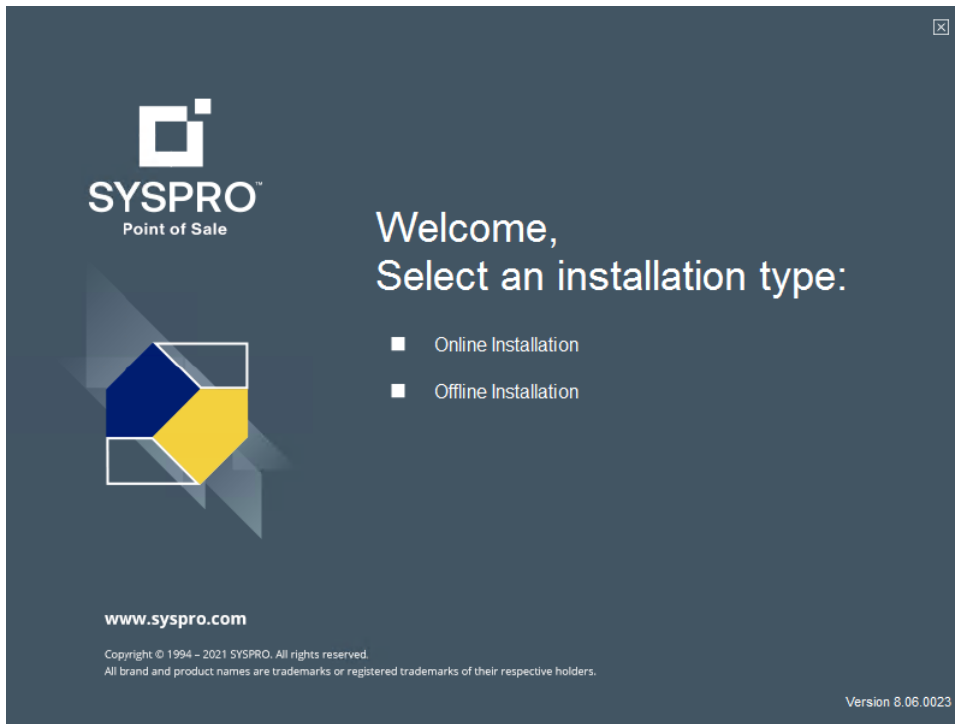 SYSPRO™
Point of Sale
Welcome,
Select an installation type:
Online Installation
Offline Installation
www.syspro.com
Copyright © 1994 – 2021 SYSPRO. All rights reserved.
All brand and product names are trademarks or registered trademarks of their respective holders.
Version 8.06.0023